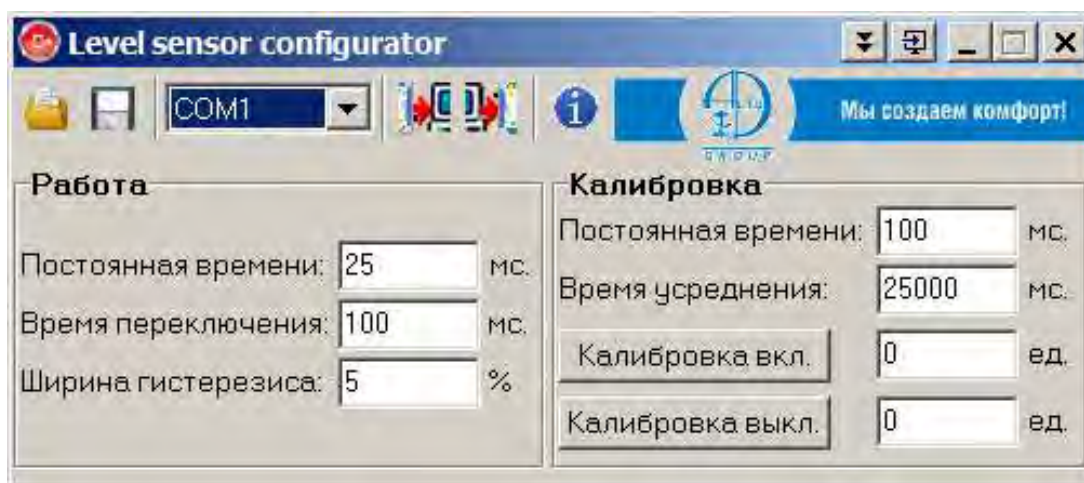 Level sensor configurator
COM1
Мы создаем комфорт!
GROUP
Работа
Постоянная времени: 25 мс.
Время переключения: 100 мс.
Ширина гистерезиса: 5 %
Калибровка
Постоянная времени: 100 мс.
Время усреднения: 25000 мс.
Калибровка вкл. 0 ед.
Калибровка выкл. 0 ед.